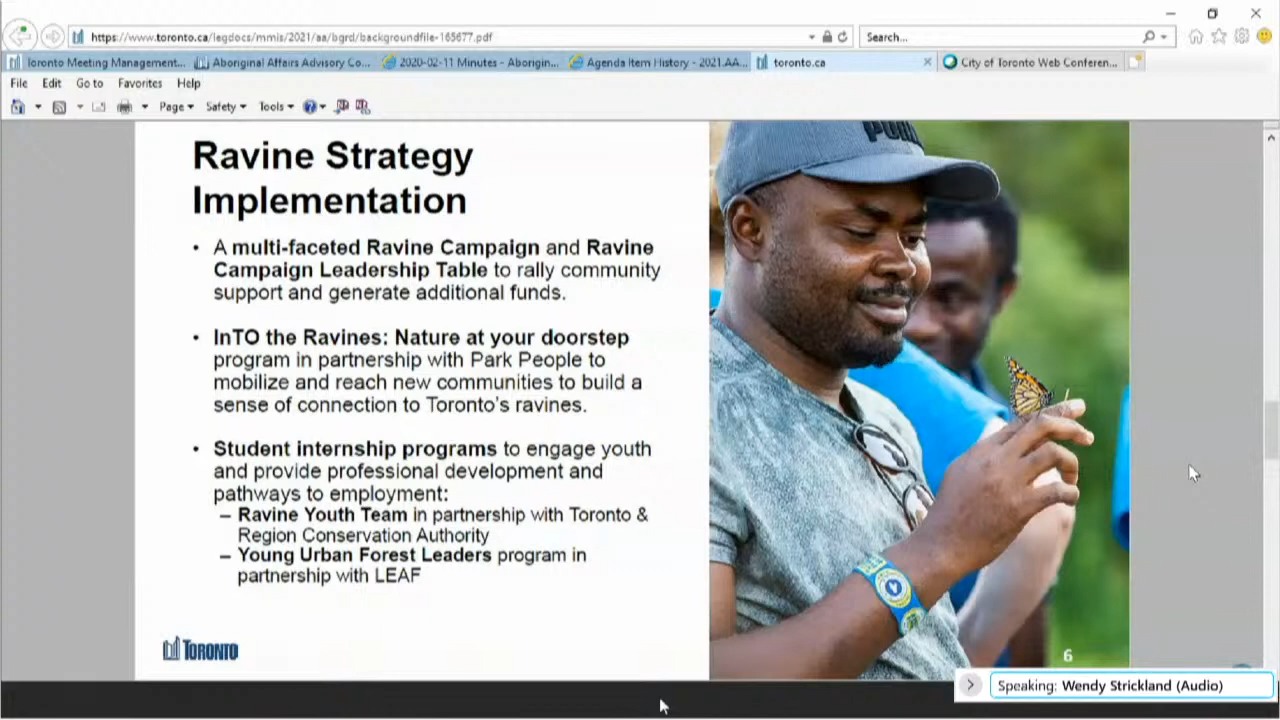 https://www.toronto.ca/legdocs/mmis/2021/aa/bgrd/backgroundfile-165677.pdf
Search...
Toronto Meeting Management...
Aboriginal Affairs Advisory Co...
2020-02-11 Minutes - Aborigin...
Agenda Item History - 2021.AA...
toronto.ca
City of Toronto Web Conferen...
File Edit Go to Favorites Help
Page Safety Tools
Ravine Strategy
Implementation
• A multi-faceted Ravine Campaign and Ravine
Campaign Leadership Table to rally community
support and generate additional funds.
• InTO the Ravines: Nature at your doorstep
program in partnership with Park People to
mobilize and reach new communities to build a
sense of connection to Toronto's ravines.
• Student internship programs to engage youth
and provide professional development and
pathways to employment:
– Ravine Youth Team in partnership with Toronto &
Region Conservation Authority
– Young Urban Forest Leaders program in
partnership with LEAF
TORONTO
6
Speaking: Wendy Strickland (Audio)